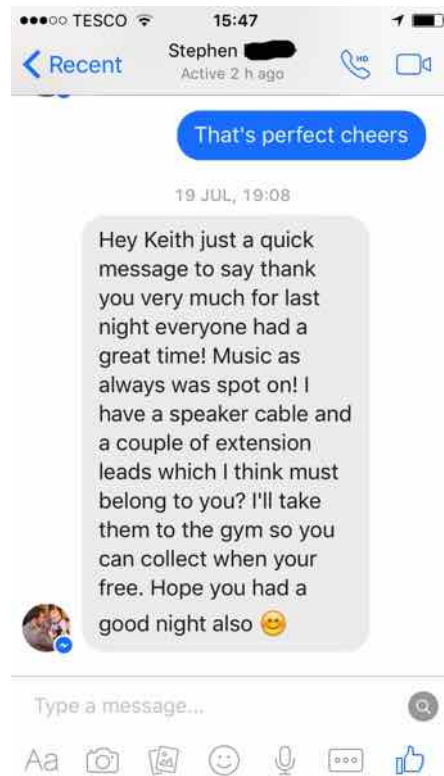 TESCO 15:47
Recent
Stephen
Active 2 h ago
HD
That's perfect cheers
19 JUL, 19:08
Hey Keith just a quick
message to say thank
you very much for last
night everyone had a
great time! Music as
always was spot on! I
have a speaker cable and
a couple of extension
leads which I think must
belong to you? I'll take
them to the gym so you
can collect when your
free. Hope you had a
good night also 😊
Type a message...
Aa